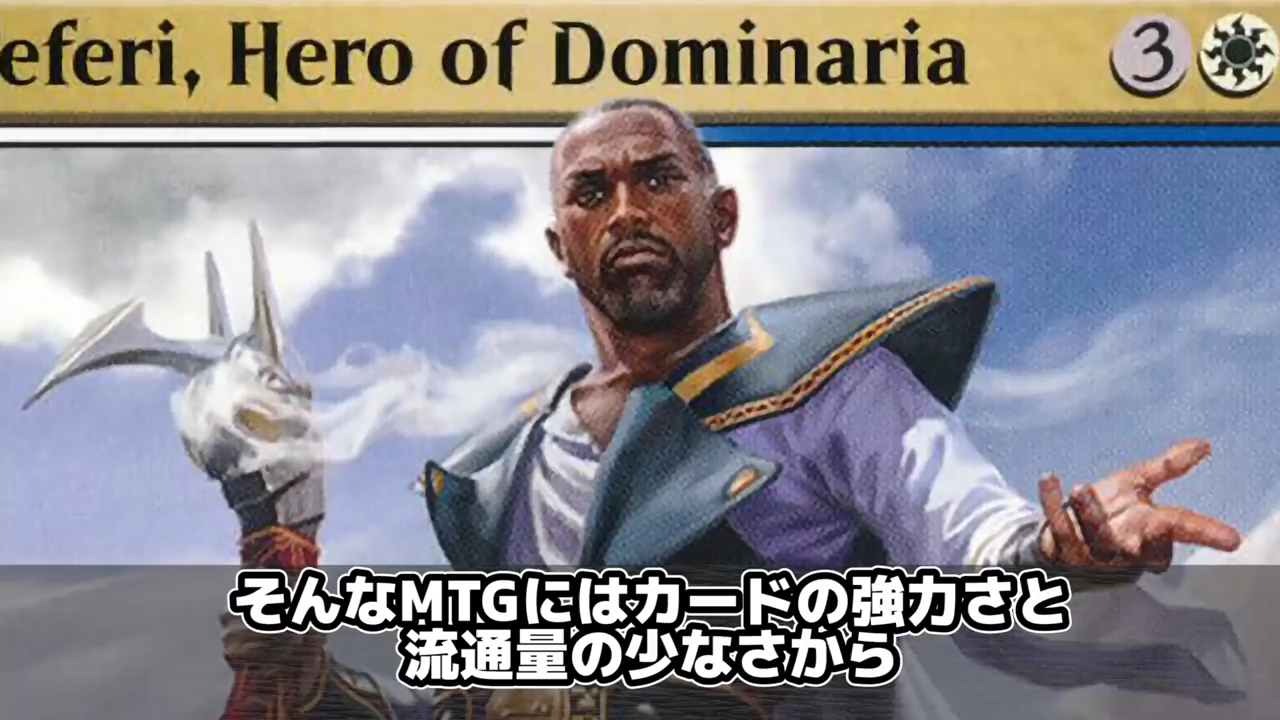 eferi, Hero of Dominaria 3
そんなMTGにはカードの強力さと
流通量の少なさから